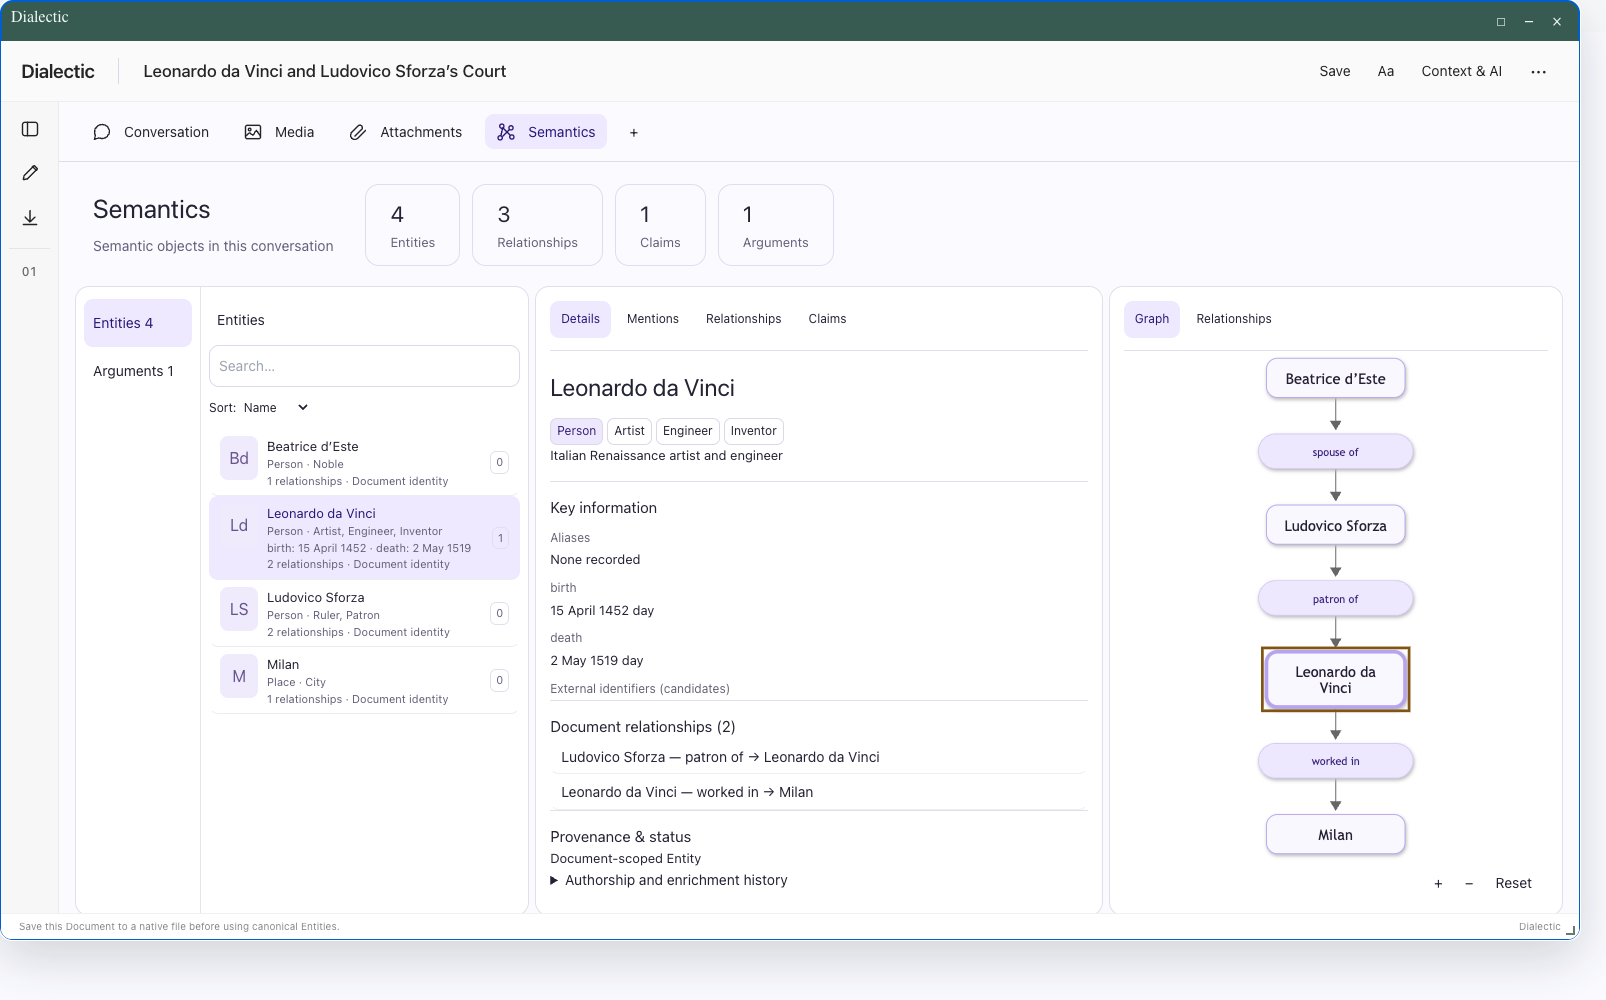 Dialectic
Dialectic
Leonardo da Vinci and Ludovico Sforza’s Court
Save
Aa
Context & AI
Conversation
Media
Attachments
Semantics
+
01
Semantics
Semantic objects in this conversation
4
Entities
3
Relationships
1
Claims
1
Arguments
Entities 4
Arguments 1
Entities
Search...
Sort: Name
Bd
Beatrice d’Este
Person · Noble
1 relationships · Document identity
0
Ld
Leonardo da Vinci
Person · Artist, Engineer, Inventor
birth: 15 April 1452 · death: 2 May 1519
2 relationships · Document identity
1
LS
Ludovico Sforza
Person · Ruler, Patron
2 relationships · Document identity
0
M
Milan
Place · City
1 relationships · Document identity
0
Details
Mentions
Relationships
Claims
Leonardo da Vinci
Person
Artist
Engineer
Inventor
Italian Renaissance artist and engineer
Key information
Aliases
None recorded
birth
15 April 1452 day
death
2 May 1519 day
External identifiers (candidates)
Document relationships (2)
Ludovico Sforza — patron of → Leonardo da Vinci
Leonardo da Vinci — worked in → Milan
Provenance & status
Document-scoped Entity
Authorship and enrichment history
Graph
Relationships
Beatrice d’Este
spouse of
Ludovico Sforza
patron of
Leonardo da
Vinci
worked in
Milan
+
−
Reset
Save this Document to a native file before using canonical Entities.
Dialectic